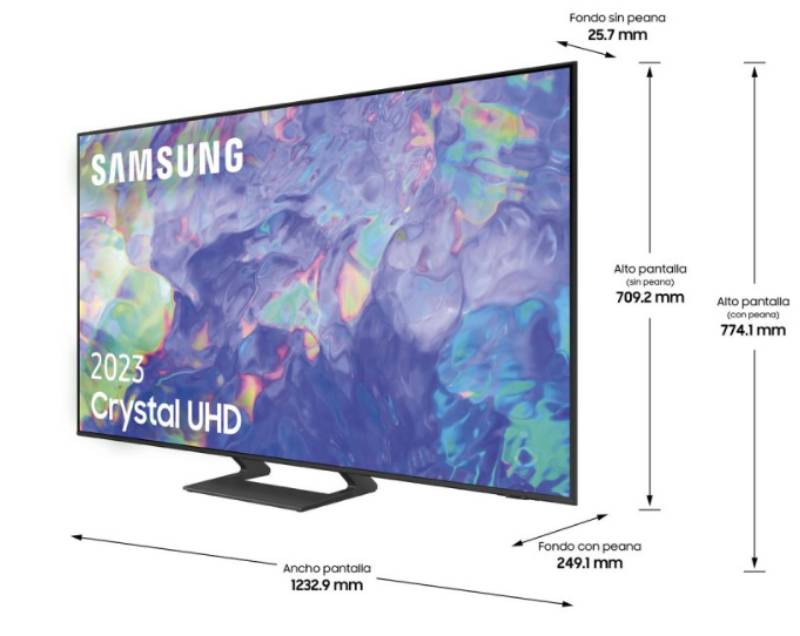 Fondo sin peana
25.7 mm
SAMSUNG
Alto pantalla
(sin peana)
709.2 mm
Alto pantalla
(con peana)
774.1 mm
2023
Crystal UHD
Fondo con peana
249.1 mm
Ancho pantalla
1232.9 mm